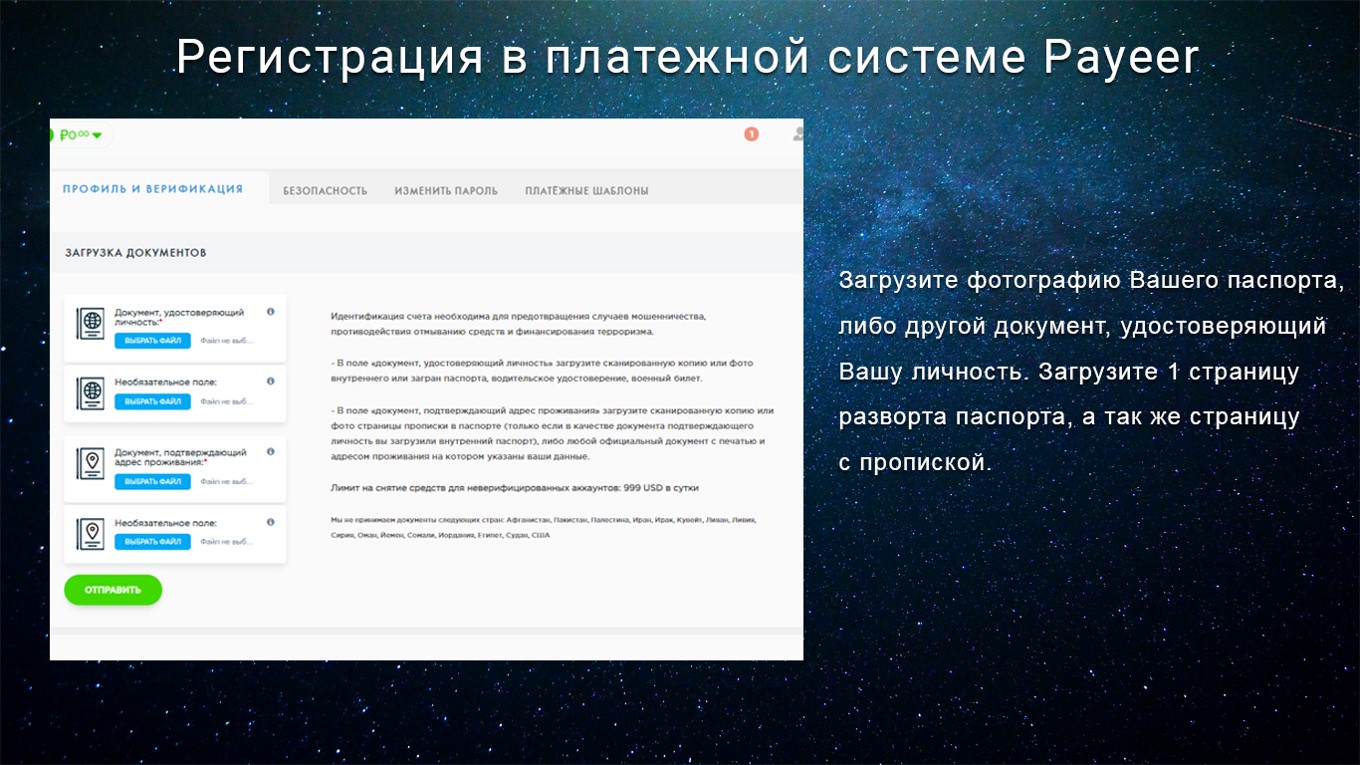 Регистрация в платежной системе Payeer
₽0.00
1
ПРОФИЛЬ И ВЕРИФИКАЦИЯ
БЕЗОПАСНОСТЬ
ИЗМЕНИТЬ ПАРОЛЬ
ПЛАТЁЖНЫЕ ШАБЛОНЫ
ЗАГРУЗКА ДОКУМЕНТОВ
Документ, удостоверяющий
личность:*
ВЫБРАТЬ ФАЙЛ Файл не выб...
Необязательное поле:
ВЫБРАТЬ ФАЙЛ Файл не выб...
Документ, подтверждающий
адрес проживания:*
ВЫБРАТЬ ФАЙЛ Файл не выб...
Необязательное поле:
ВЫБРАТЬ ФАЙЛ Файл не выб...
ОТПРАВИТЬ
Идентификация счета необходима для предотвращения случаев мошенничества,
противодействия отмыванию средств и финансирования терроризма.
- В поле «документ, удостоверяющий личность» загрузите сканированную копию или фото
внутреннего или загран паспорта, водительское удостоверение, военный билет.
- В поле «документ, подтверждающий адрес проживания» загрузите сканированную копию или
фото страницы прописки в паспорте (только если в качестве документа подтверждающего
личность вы загрузили внутренний паспорт), либо любой официальный документ с печатью и
адресом проживания на котором указаны ваши данные.
Лимит на снятие средств для неверифицированных аккаунтов: 999 USD в сутки
Мы не принимаем документы следующих стран: Афганистан, Пакистан, Палестина, Иран, Ирак, Кувейт, Ливан, Ливия,
Сирия, Оман, Йемен, Сомали, Иордания, Египет, Судан, США
Загрузите фотографию Вашего паспорта,
либо другой документ, удостоверяющий
Вашу личность. Загрузите 1 страницу
разворта паспорта, а так же страницу
с пропиской.